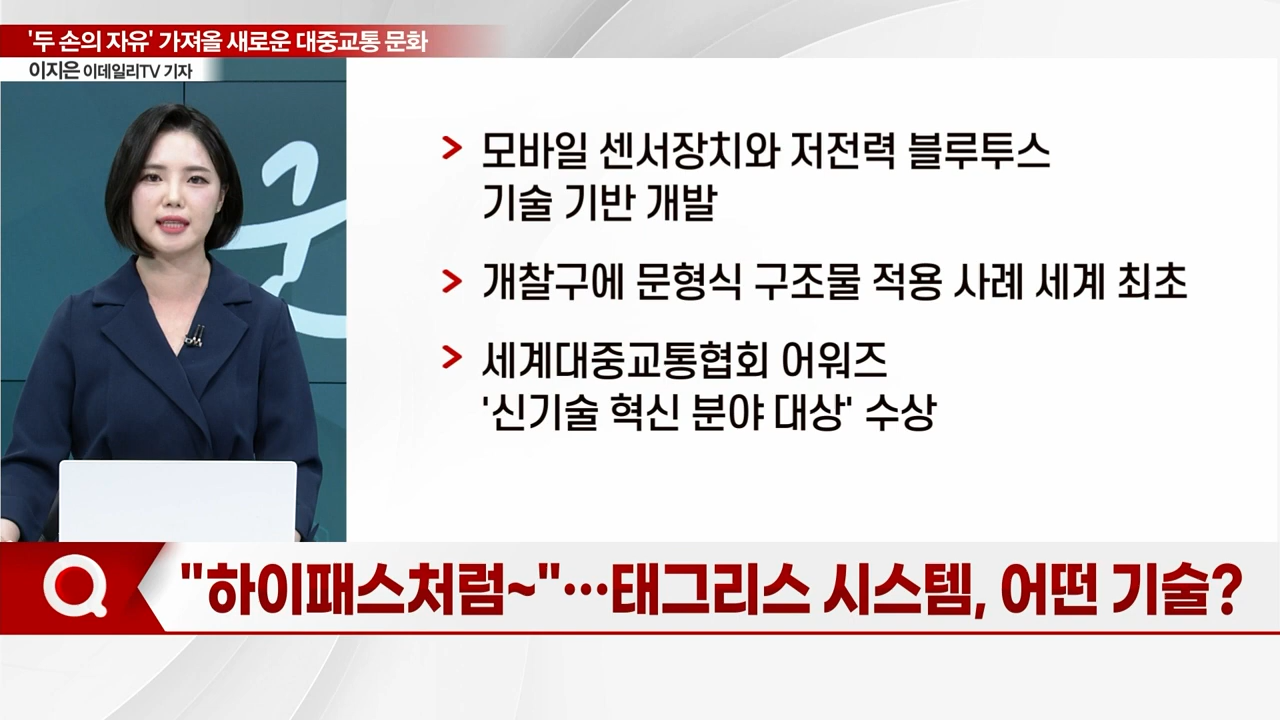 '두 손의 자유' 가져올 새로운 대중교통 문화
이지은 이데일리TV 기자
> 모바일 센서장치와 저전력 블루투스
기술 기반 개발
> 개찰구에 문형식 구조물 적용 사례 세계 최초
> 세계대중교통협회 어워즈
'신기술 혁신 분야 대상' 수상
Q "하이패스처럼~"…태그리스 시스템, 어떤 기술?